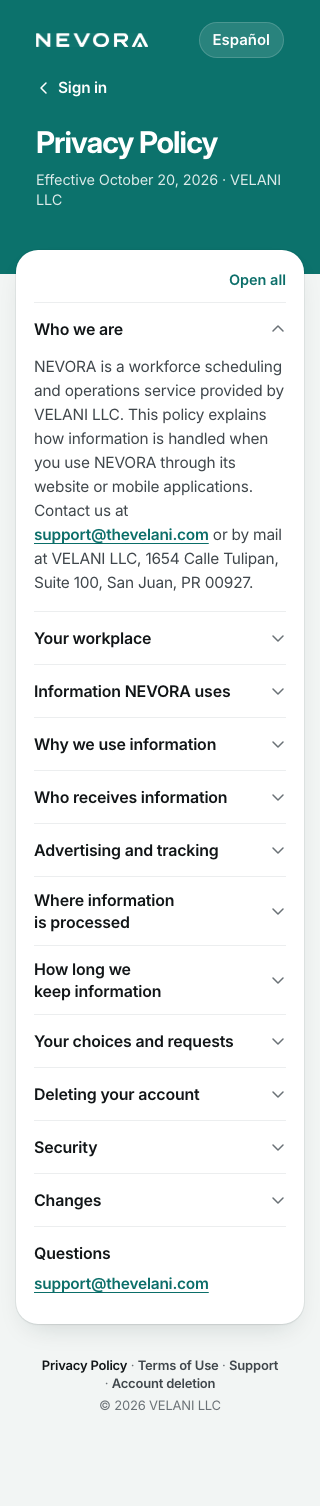 NEVORA
Español
Sign in
Privacy Policy
Effective October 20, 2026 · VELANI
LLC
Open all
Who we are
NEVORA is a workforce scheduling
and operations service provided by
VELANI LLC. This policy explains
how information is handled when
you use NEVORA through its
website or mobile applications.
Contact us at
support@thevelani.com or by mail
at VELANI LLC, 1654 Calle Tulipan,
Suite 100, San Juan, PR 00927.
Your workplace
Information NEVORA uses
Why we use information
Who receives information
Advertising and tracking
Where information
is processed
How long we
keep information
Your choices and requests
Deleting your account
Security
Changes
Questions
support@thevelani.com
Privacy Policy · Terms of Use · Support
· Account deletion
© 2026 VELANI LLC